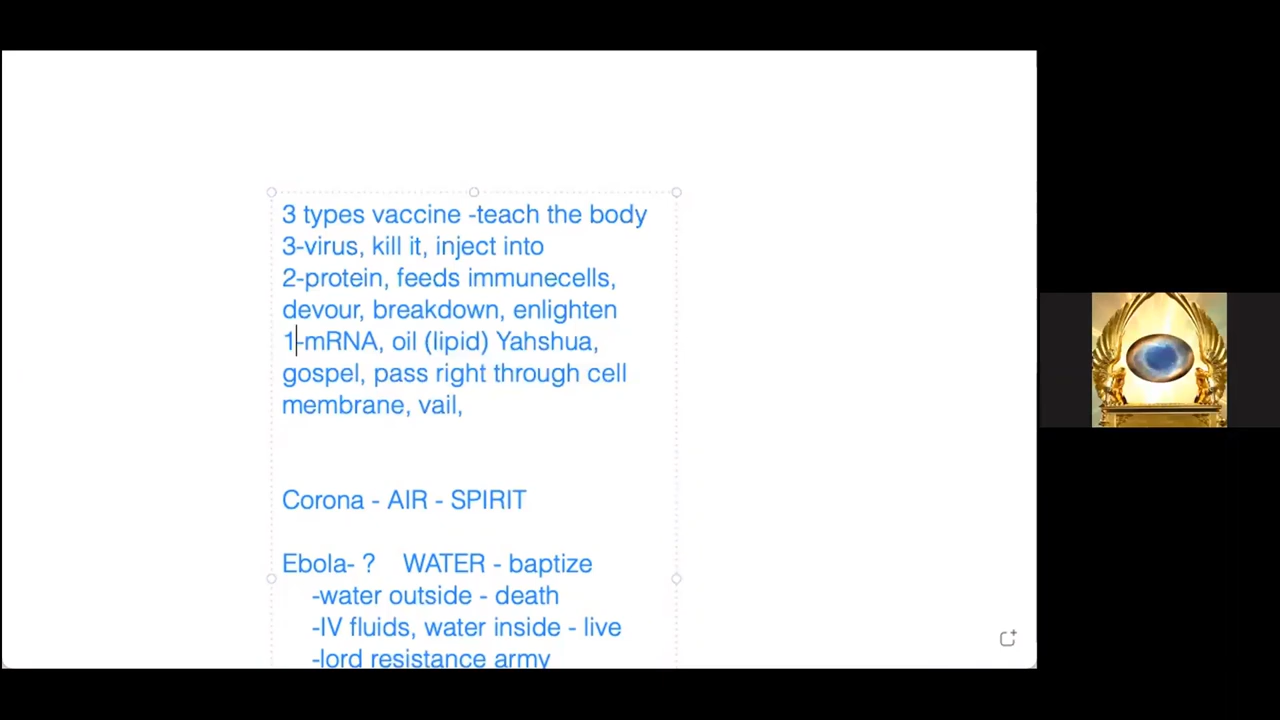 3 types vaccine -teach the body
3-virus, kill it, inject into
2-protein, feeds immunecells,
devour, breakdown, enlighten
1-mRNA, oil (lipid) Yahshua,
gospel, pass right through cell
membrane, vail,
Corona - AIR - SPIRIT
Ebola- ? WATER - baptize
-water outside - death
-IV fluids, water inside - live
-lord resistance army